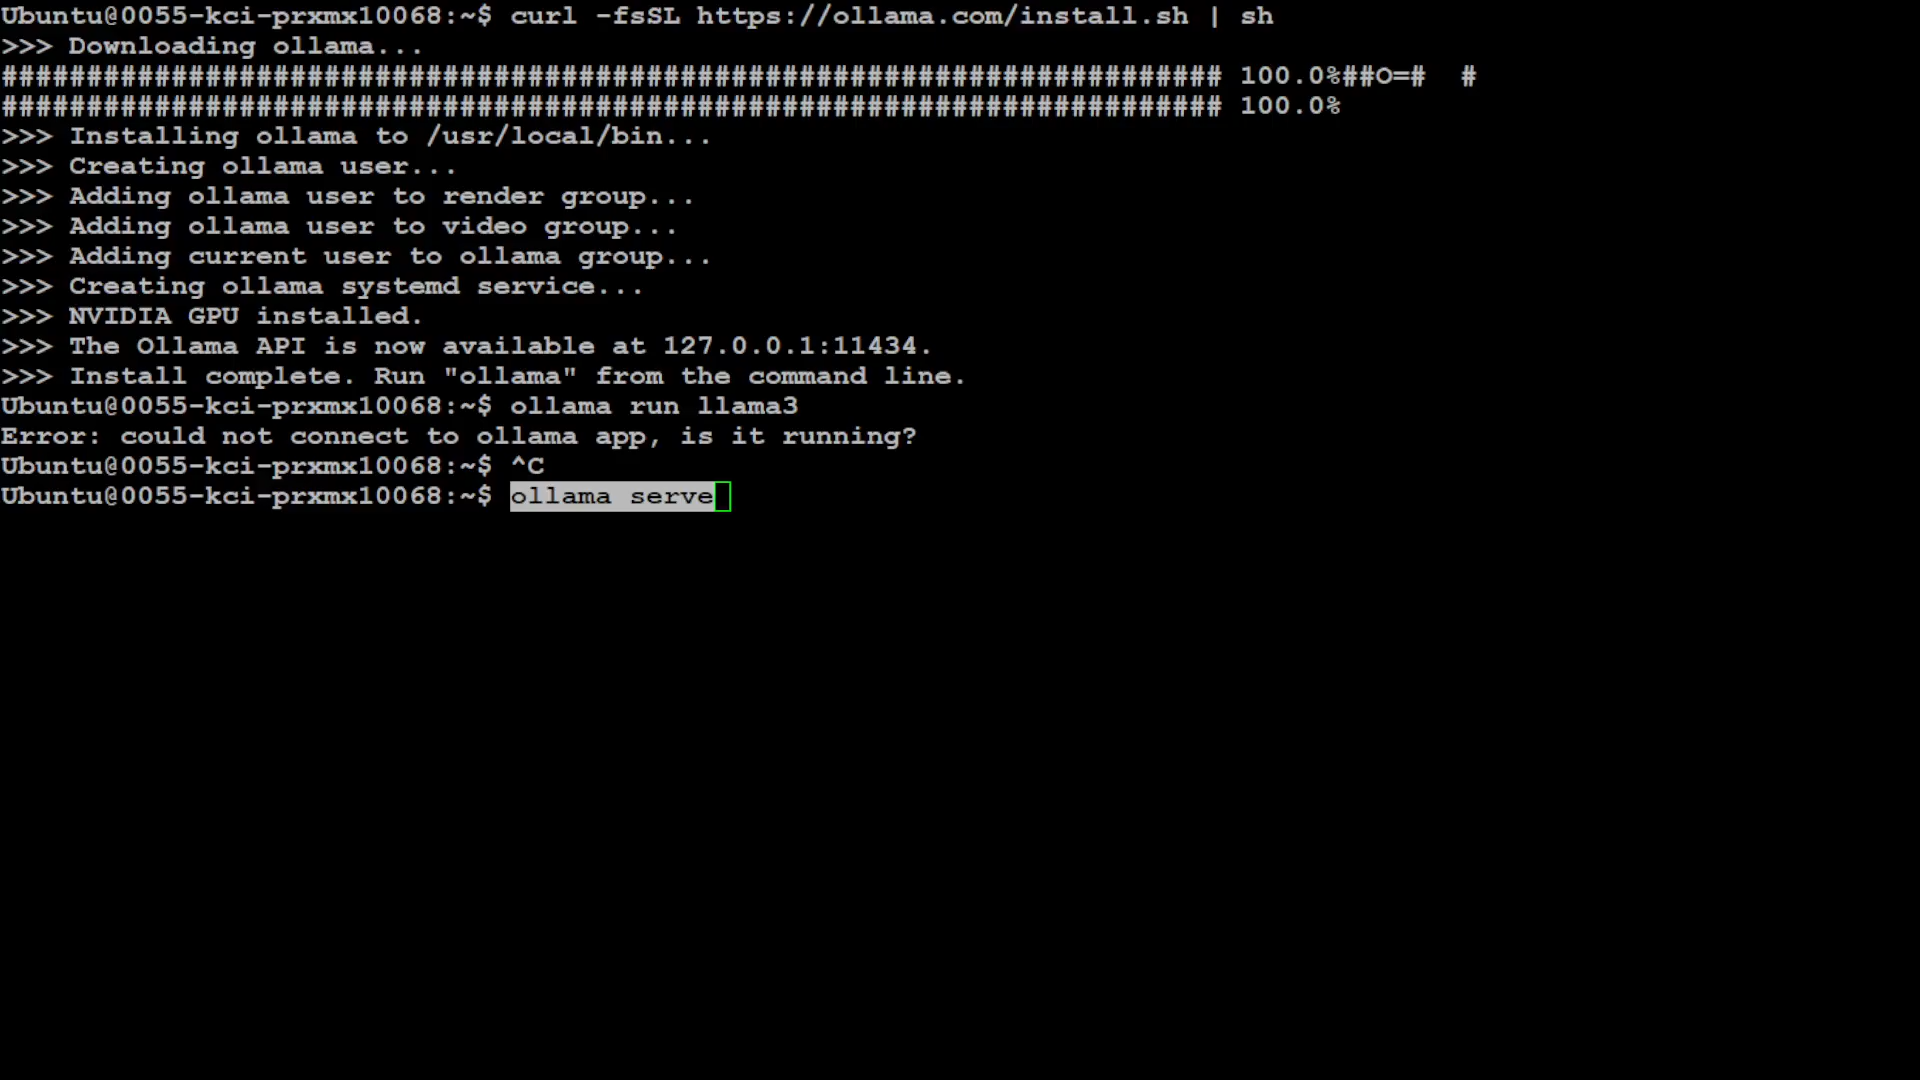 Ubuntu@0055-kci-prxmx10068:~$ curl -fsSL https://ollama.com/install.sh | sh
>>> Downloading ollama...
######################################################################## 100.0%##O=#  #
######################################################################## 100.0%
>>> Installing ollama to /usr/local/bin...
>>> Creating ollama user...
>>> Adding ollama user to render group...
>>> Adding ollama user to video group...
>>> Adding current user to ollama group...
>>> Creating ollama systemd service...
>>> NVIDIA GPU installed.
>>> The Ollama API is now available at 127.0.0.1:11434.
>>> Install complete. Run "ollama" from the command line.
Ubuntu@0055-kci-prxmx10068:~$ ollama run llama3
Error: could not connect to ollama app, is it running?
Ubuntu@0055-kci-prxmx10068:~$ ^C
Ubuntu@0055-kci-prxmx10068:~$ ollama serve